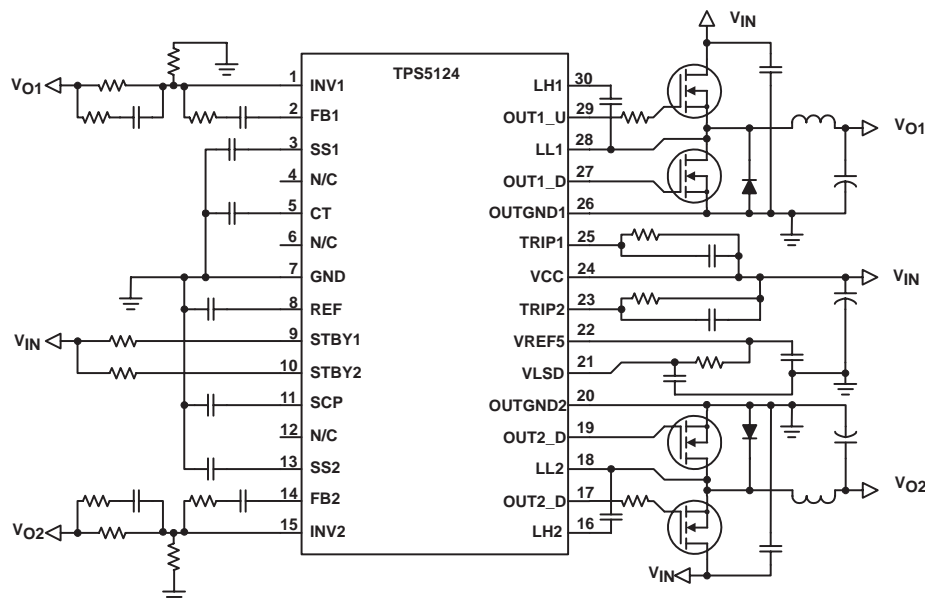 VIN
TPS5124
VO1
1 INV1
2 FB1
3 SS1
4 N/C
5 CT
6 N/C
7 GND
8 REF
VIN
9 STBY1
10 STBY2
11 SCP
12 N/C
13 SS2
14 FB2
VO2
15 INV2
LH1 30
OUT1_U 29
LL1 28
VO1
OUT1_D 27
OUTGND1 26
TRIP1 25
VCC 24
VIN
TRIP2 23
VREF5 22
VLSD 21
OUTGND2 20
OUT2_D 19
LL2 18
VO2
OUT2_D 17
LH2 16
VIN